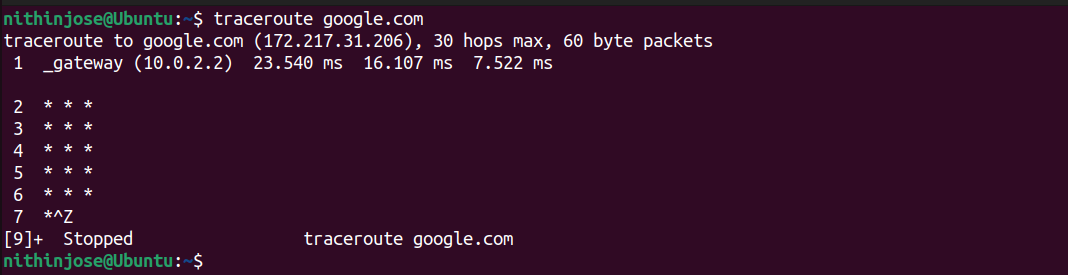 nithinjose@Ubuntu:~$ traceroute google.com
traceroute to google.com (172.217.31.206), 30 hops max, 60 byte packets
 1  _gateway (10.0.2.2)  23.540 ms  16.107 ms  7.522 ms
 2  * * *
 3  * * *
 4  * * *
 5  * * *
 6  * * *
 7  *^Z
[9]+  Stopped                 traceroute google.com
nithinjose@Ubuntu:~$